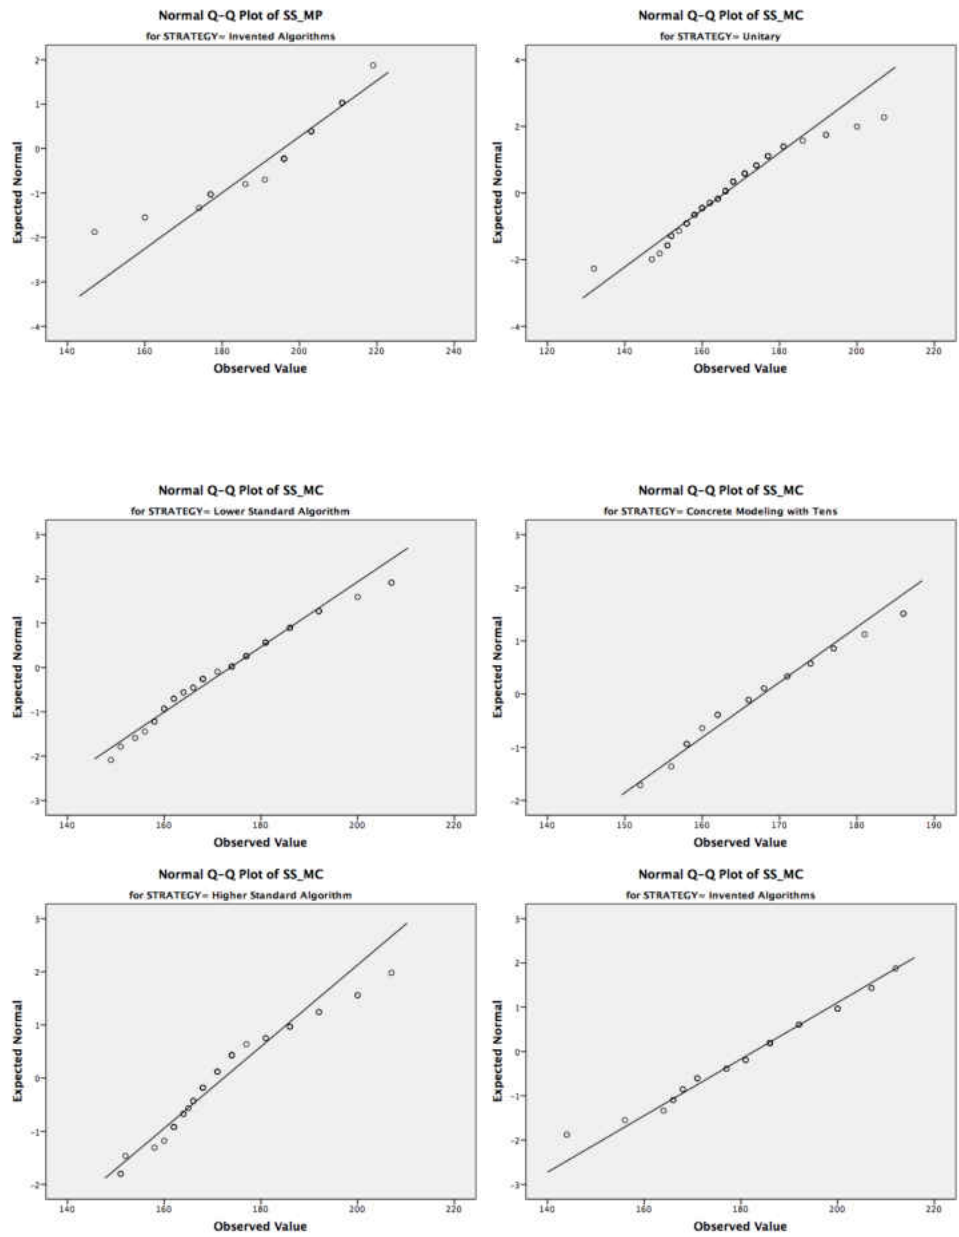 Normal Q-Q Plot of SS_MP
for STRATEGY= Invented Algorithms
Expected Normal
2
1
0
-1
-2
-3
-4
140 160 180 200 220 240
Observed Value
Normal Q-Q Plot of SS_MC
for STRATEGY= Unitary
Expected Normal
4
2
0
-2
-4
120 140 160 180 200 220
Observed Value
Normal Q-Q Plot of SS_MC
for STRATEGY= Lower Standard Algorithm
Expected Normal
3
2
1
0
-1
-2
-3
140 160 180 200 220
Observed Value
Normal Q-Q Plot of SS_MC
for STRATEGY= Concrete Modeling with Tens
Expected Normal
3
2
1
0
-1
-2
140 150 160 170 180 190
Observed Value
Normal Q-Q Plot of SS_MC
for STRATEGY= Higher Standard Algorithm
Expected Normal
3
2
1
0
-1
-2
140 160 180 200 220
Observed Value
Normal Q-Q Plot of SS_MC
for STRATEGY= Invented Algorithms
Expected Normal
3
2
1
0
-1
-2
-3
140 160 180 200 220
Observed Value